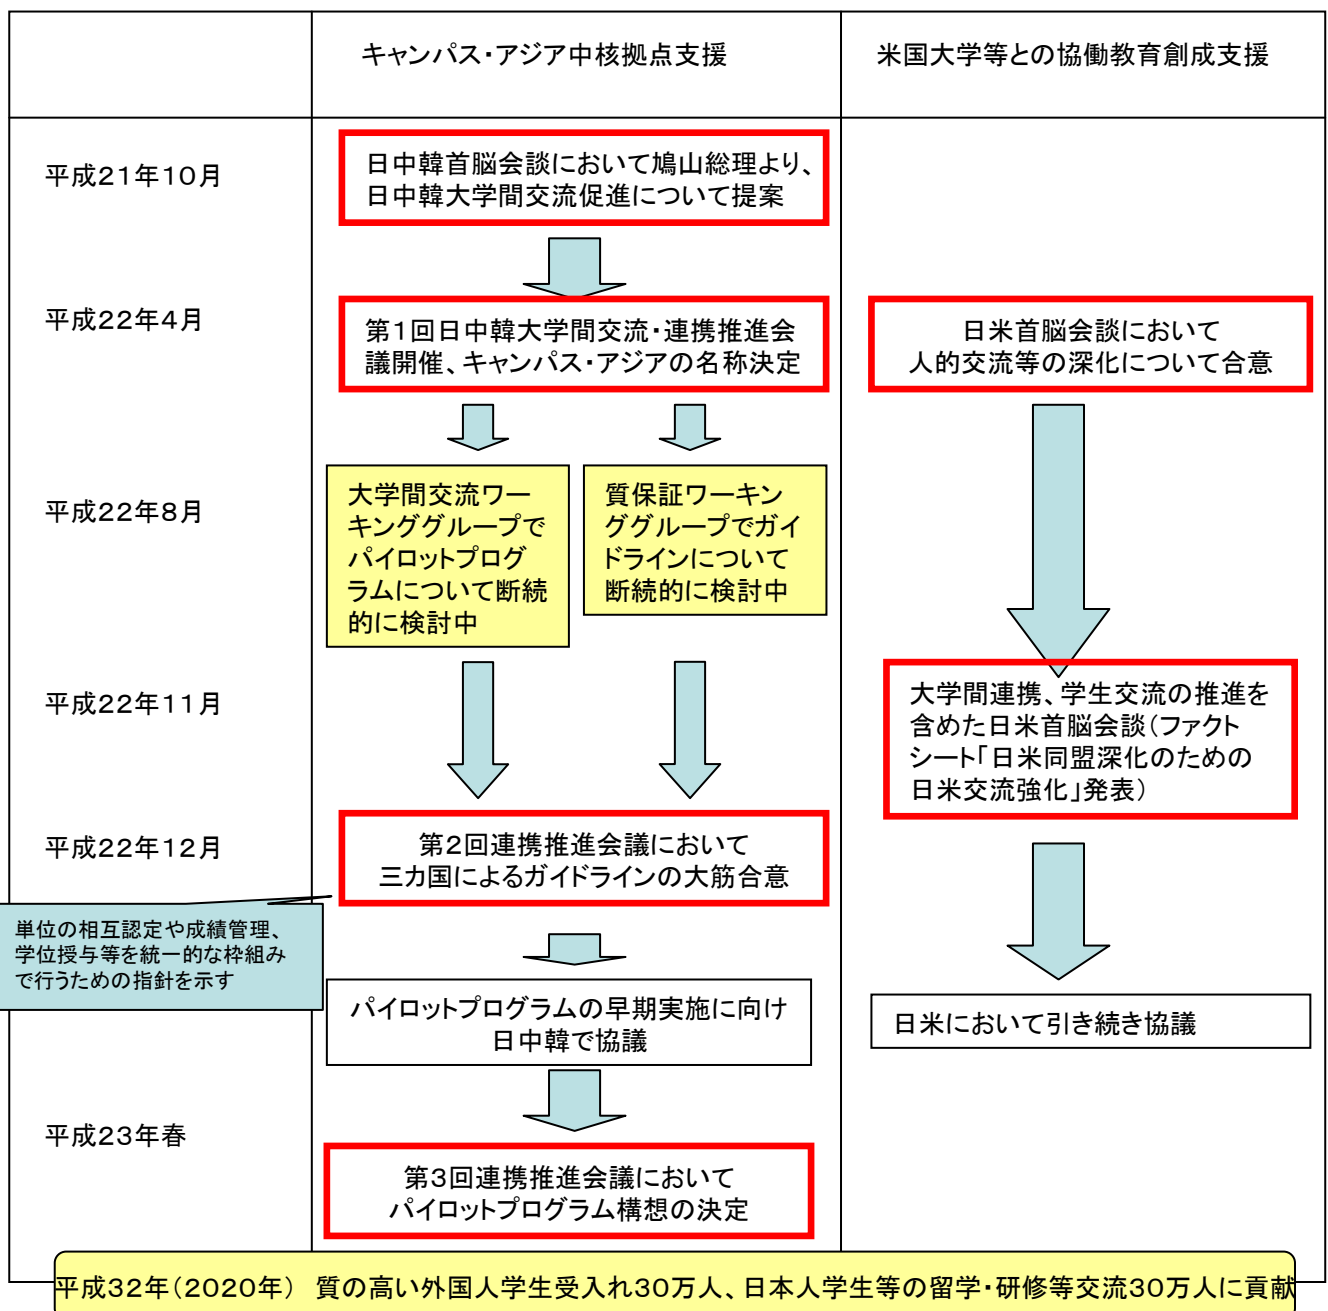 キャンパス・アジア中核拠点支援
米国大学等との協働教育創成支援
平成21年10月
日中韓首脳会談において鳩山総理より、
日中韓大学間交流促進について提案
平成22年4月
第1回日中韓大学間交流・連携推進会
議開催、キャンパス・アジアの名称決定
日米首脳会談において
人的交流等の深化について合意
平成22年8月
大学間交流ワー
キンググループで
パイロットプログ
ラムについて断続
的に検討中
質保証ワーキン
ググループでガイ
ドラインについて
断続的に検討中
平成22年11月
大学間連携、学生交流の推進を
含めた日米首脳会談(ファクト
シート「日米同盟深化のための
日米交流強化」発表)
平成22年12月
第2回連携推進会議において
三カ国によるガイドラインの大筋合意
単位の相互認定や成績管理、
学位授与等を統一的な枠組み
で行うための指針を示す
パイロットプログラムの早期実施に向け
日中韓で協議
日米において引き続き協議
平成23年春
第3回連携推進会議において
パイロットプログラム構想の決定
平成32年(2020年) 質の高い外国人学生受入れ30万人、日本人学生等の留学・研修等交流30万人に貢献